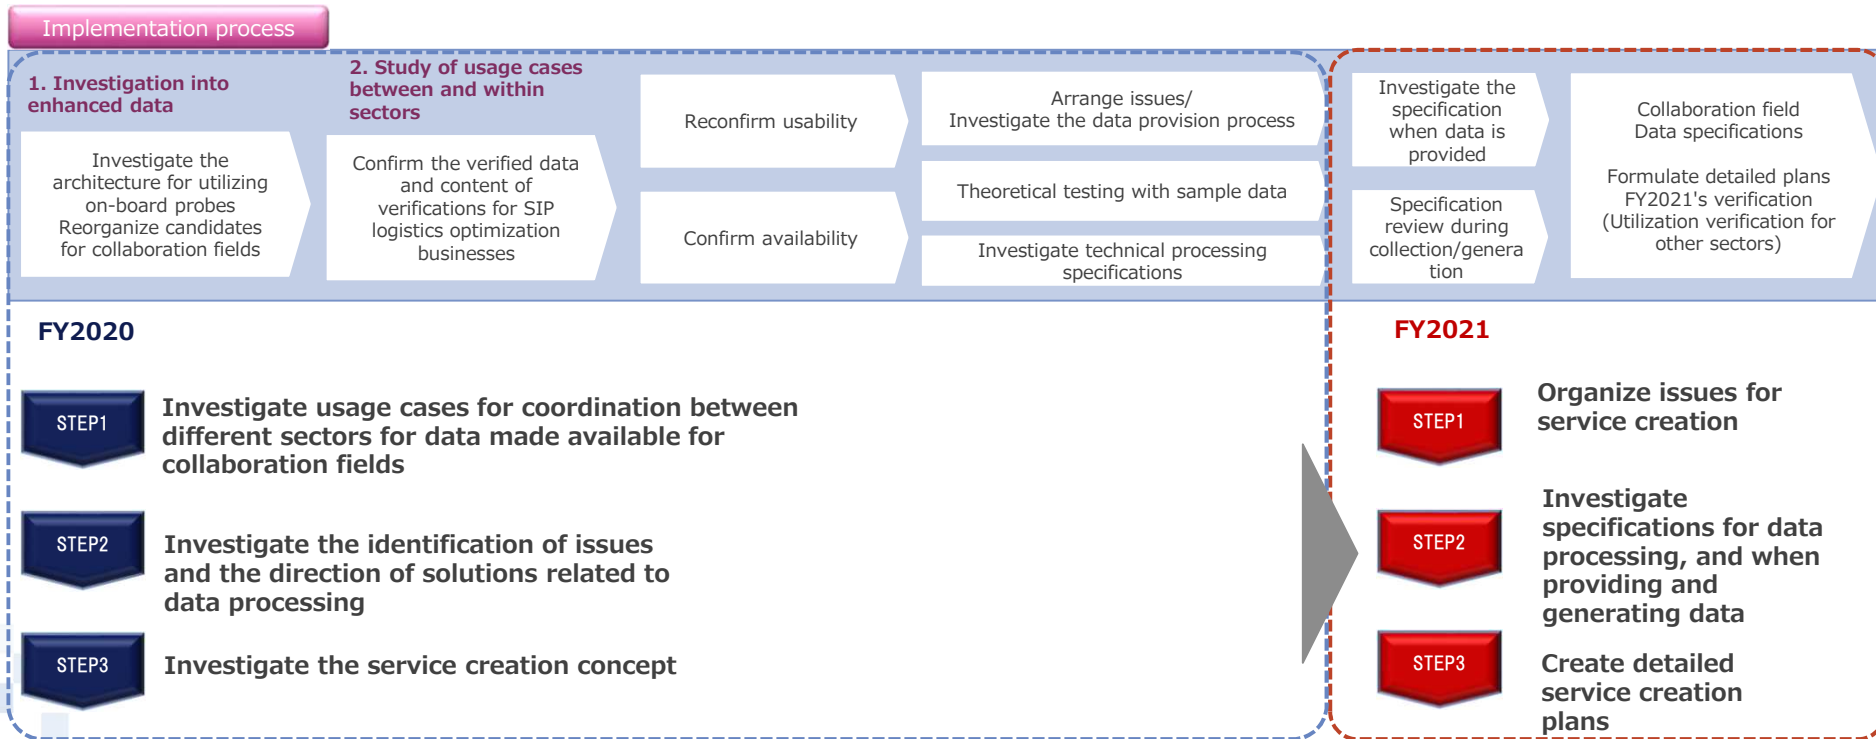 Implementation process
1. Investigation into
enhanced data
Investigate the
architecture for utilizing
on-board probes
Reorganize candidates
for collaboration fields
2. Study of usage cases
between and within
sectors
Confirm the verified data
and content of
verifications for SIP
logistics optimization
businesses
Reconfirm usability
Confirm availability
Arrange issues/
Investigate the data provision process
Theoretical testing with sample data
Investigate technical processing
specifications
Investigate the
specification
when data is
provided
Specification
review during
collection/genera
tion
Collaboration field
Data specifications
Formulate detailed plans
FY2021's verification
(Utilization verification for
other sectors)
FY2020
STEP1
Investigate usage cases for coordination between
different sectors for data made available for
collaboration fields
STEP2
Investigate the identification of issues
and the direction of solutions related to
data processing
STEP3
Investigate the service creation concept
FY2021
STEP1
Organize issues for
service creation
STEP2
Investigate
specifications for data
processing, and when
providing and
generating data
STEP3
Create detailed
service creation
plans